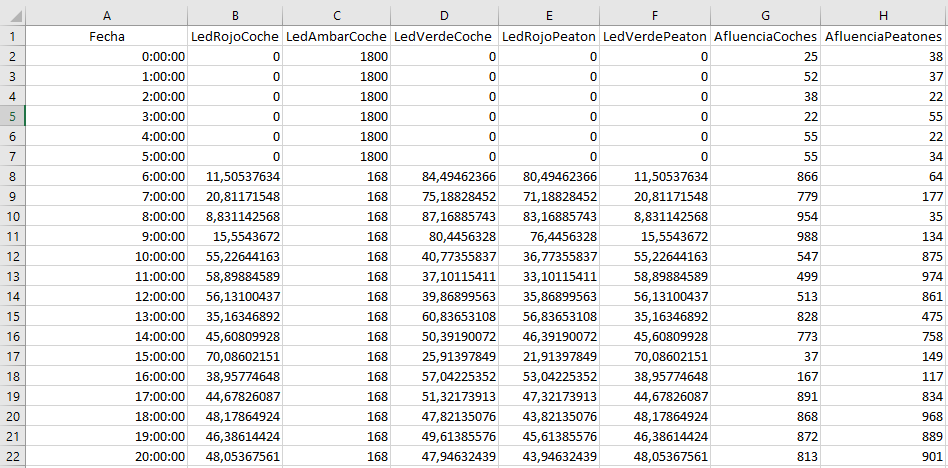 A B C D E F G H
1 Fecha LedRojoCoche LedAmbarCoche LedVerdeCoche LedRojoPeaton LedVerdePeaton AfluenciaCoches AfluenciaPeatones
2 0:00:00 0 1800 0 0 0 25 38
3 1:00:00 0 1800 0 0 0 52 37
4 2:00:00 0 1800 0 0 0 38 22
5 3:00:00 0 1800 0 0 0 22 55
6 4:00:00 0 1800 0 0 0 55 22
7 5:00:00 0 1800 0 0 0 55 34
8 6:00:00 11,50537634 168 84,49462366 80,49462366 11,50537634 866 64
9 7:00:00 20,81171548 168 75,18828452 71,18828452 20,81171548 779 177
10 8:00:00 8,831142568 168 87,16885743 83,16885743 8,831142568 954 35
11 9:00:00 15,5543672 168 80,4456328 76,4456328 15,5543672 988 134
12 10:00:00 55,22644163 168 40,77355837 36,77355837 55,22644163 547 875
13 11:00:00 58,89884589 168 37,10115411 33,10115411 58,89884589 499 974
14 12:00:00 56,13100437 168 39,86899563 35,86899563 56,13100437 513 861
15 13:00:00 35,16346892 168 60,83653108 56,83653108 35,16346892 828 475
16 14:00:00 45,60809928 168 50,39190072 46,39190072 45,60809928 773 758
17 15:00:00 70,08602151 168 25,91397849 21,91397849 70,08602151 37 149
18 16:00:00 38,95774648 168 57,04225352 53,04225352 38,95774648 167 117
19 17:00:00 44,67826087 168 51,32173913 47,32173913 44,67826087 891 834
20 18:00:00 48,17864924 168 47,82135076 43,82135076 48,17864924 868 968
21 19:00:00 46,38614424 168 49,61385576 45,61385576 46,38614424 872 889
22 20:00:00 48,05367561 168 47,94632439 43,94632439 48,05367561 813 901